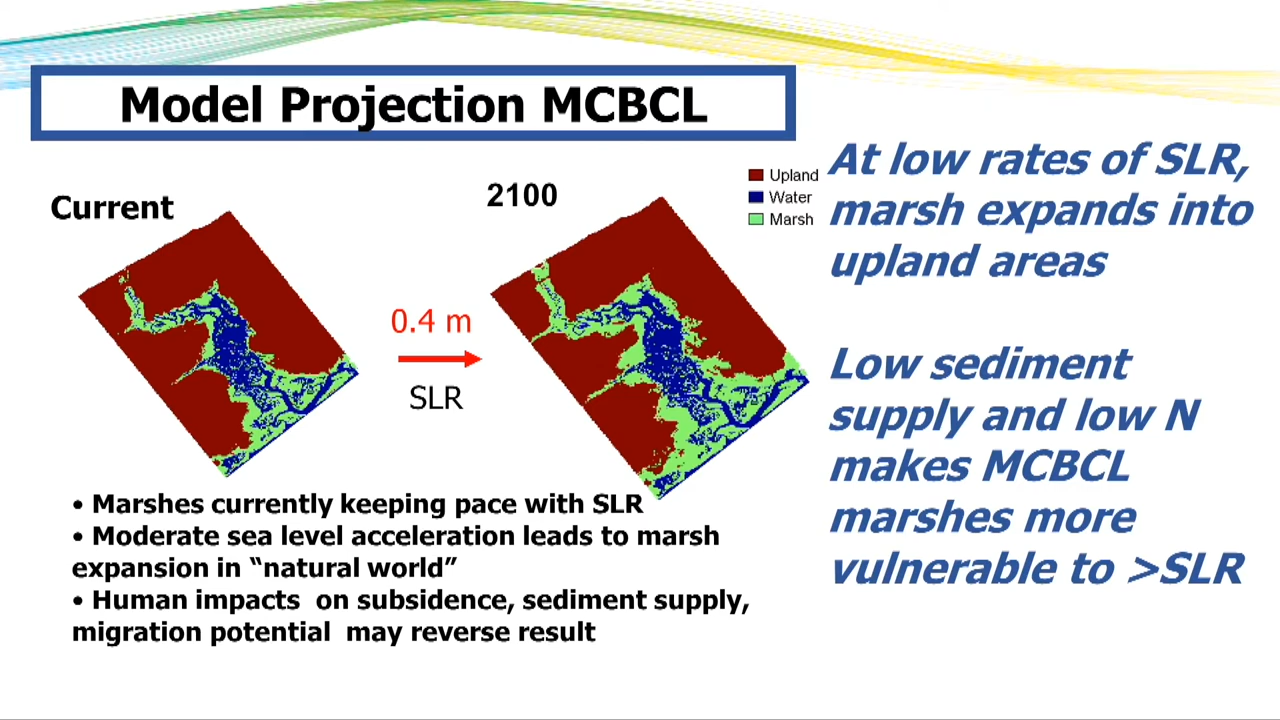 Model Projection MCBCL
Current
2100
Upland
Water
Marsh
0.4 m
SLR
• Marshes currently keeping pace with SLR
• Moderate sea level acceleration leads to marsh
expansion in “natural world”
• Human impacts  on subsidence, sediment supply,
migration potential  may reverse result
At low rates of SLR,
marsh expands into
upland areas
Low sediment
supply and low N
makes MCBCL
marshes more
vulnerable to >SLR